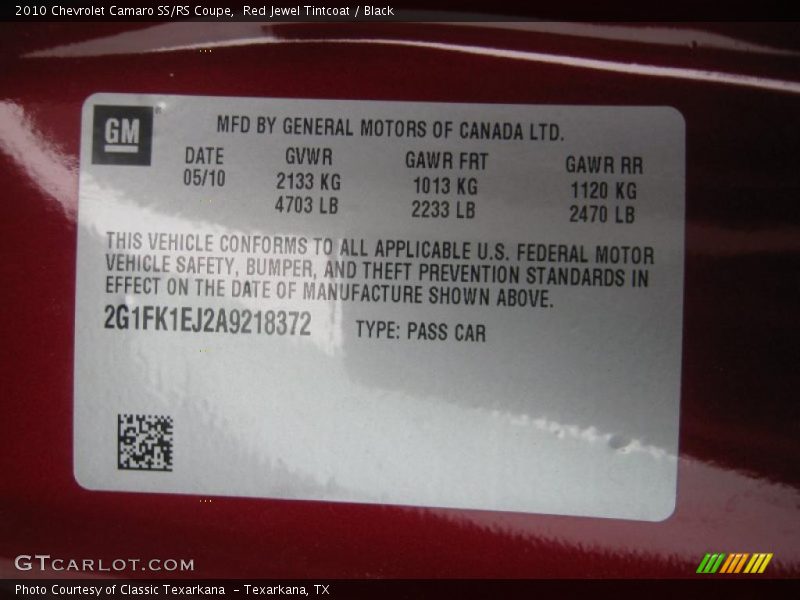 2010 Chevrolet Camaro SS/RS Coupe, Red Jewel Tintcoat / Black
GM
MFD BY GENERAL MOTORS OF CANADA LTD.
DATE GVWR GAWR FRT GAWR RR
05/10 2133 KG 1013 KG 1120 KG
4703 LB 2233 LB 2470 LB
THIS VEHICLE CONFORMS TO ALL APPLICABLE U.S. FEDERAL MOTOR
VEHICLE SAFETY, BUMPER, AND THEFT PREVENTION STANDARDS IN
EFFECT ON THE DATE OF MANUFACTURE SHOWN ABOVE.
2G1FK1EJ2A9218372 TYPE: PASS CAR
GTCARLOT.COM
Photo Courtesy of Classic Texarkana - Texarkana, TX